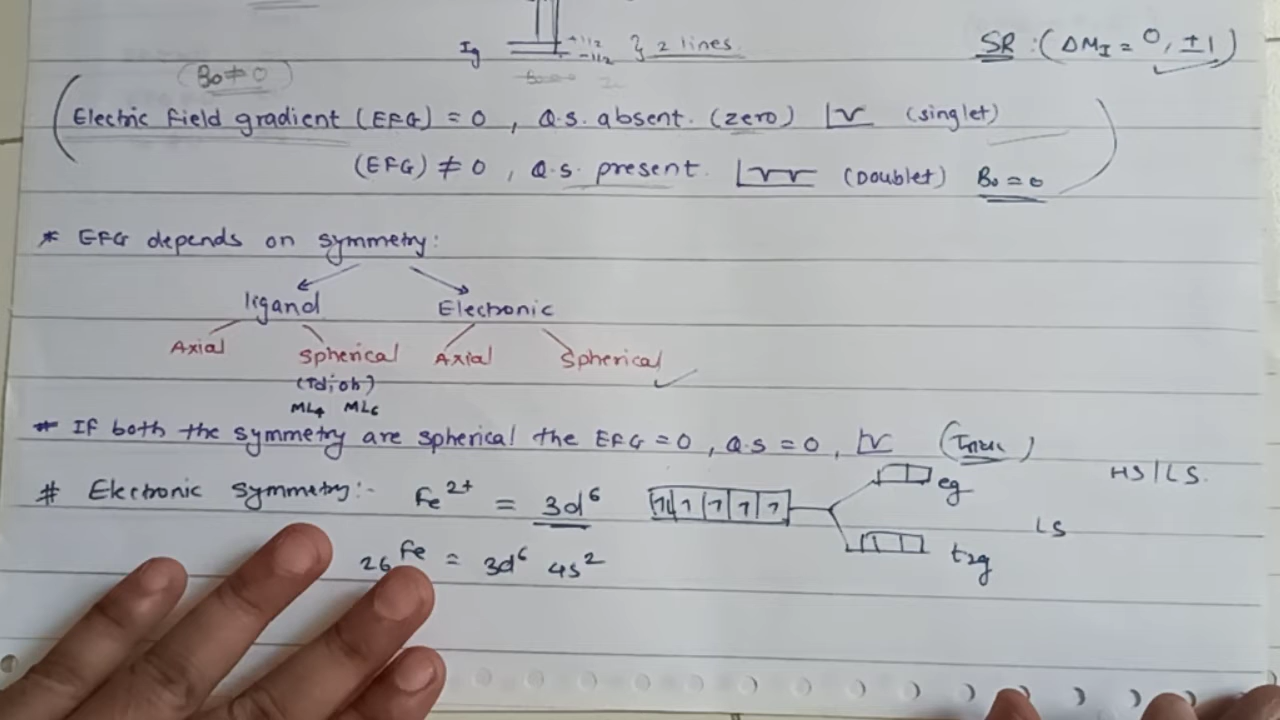 Ig +1/2 -1/2 } 2 lines
SR : (ΔMI = 0, ±1)
(B0 ≠ 0)
Electric field gradient (EFG) = 0, Q.S. absent. (zero) (singlet)
(EFG) ≠ 0, Q.S. present. (Doublet) B0 = 0
* EFG depends on symmetry:
ligand Electronic
Axial Spherical Axial Spherical
(Td, Oh)
ML4 ML6
* If both the symmetry are spherical the EFG = 0, Q.S = 0,
# Electronic symmetry:- Fe2+ = 3d6 eg HS/LS.
LS
26Fe = 3d6 4s2 t2g